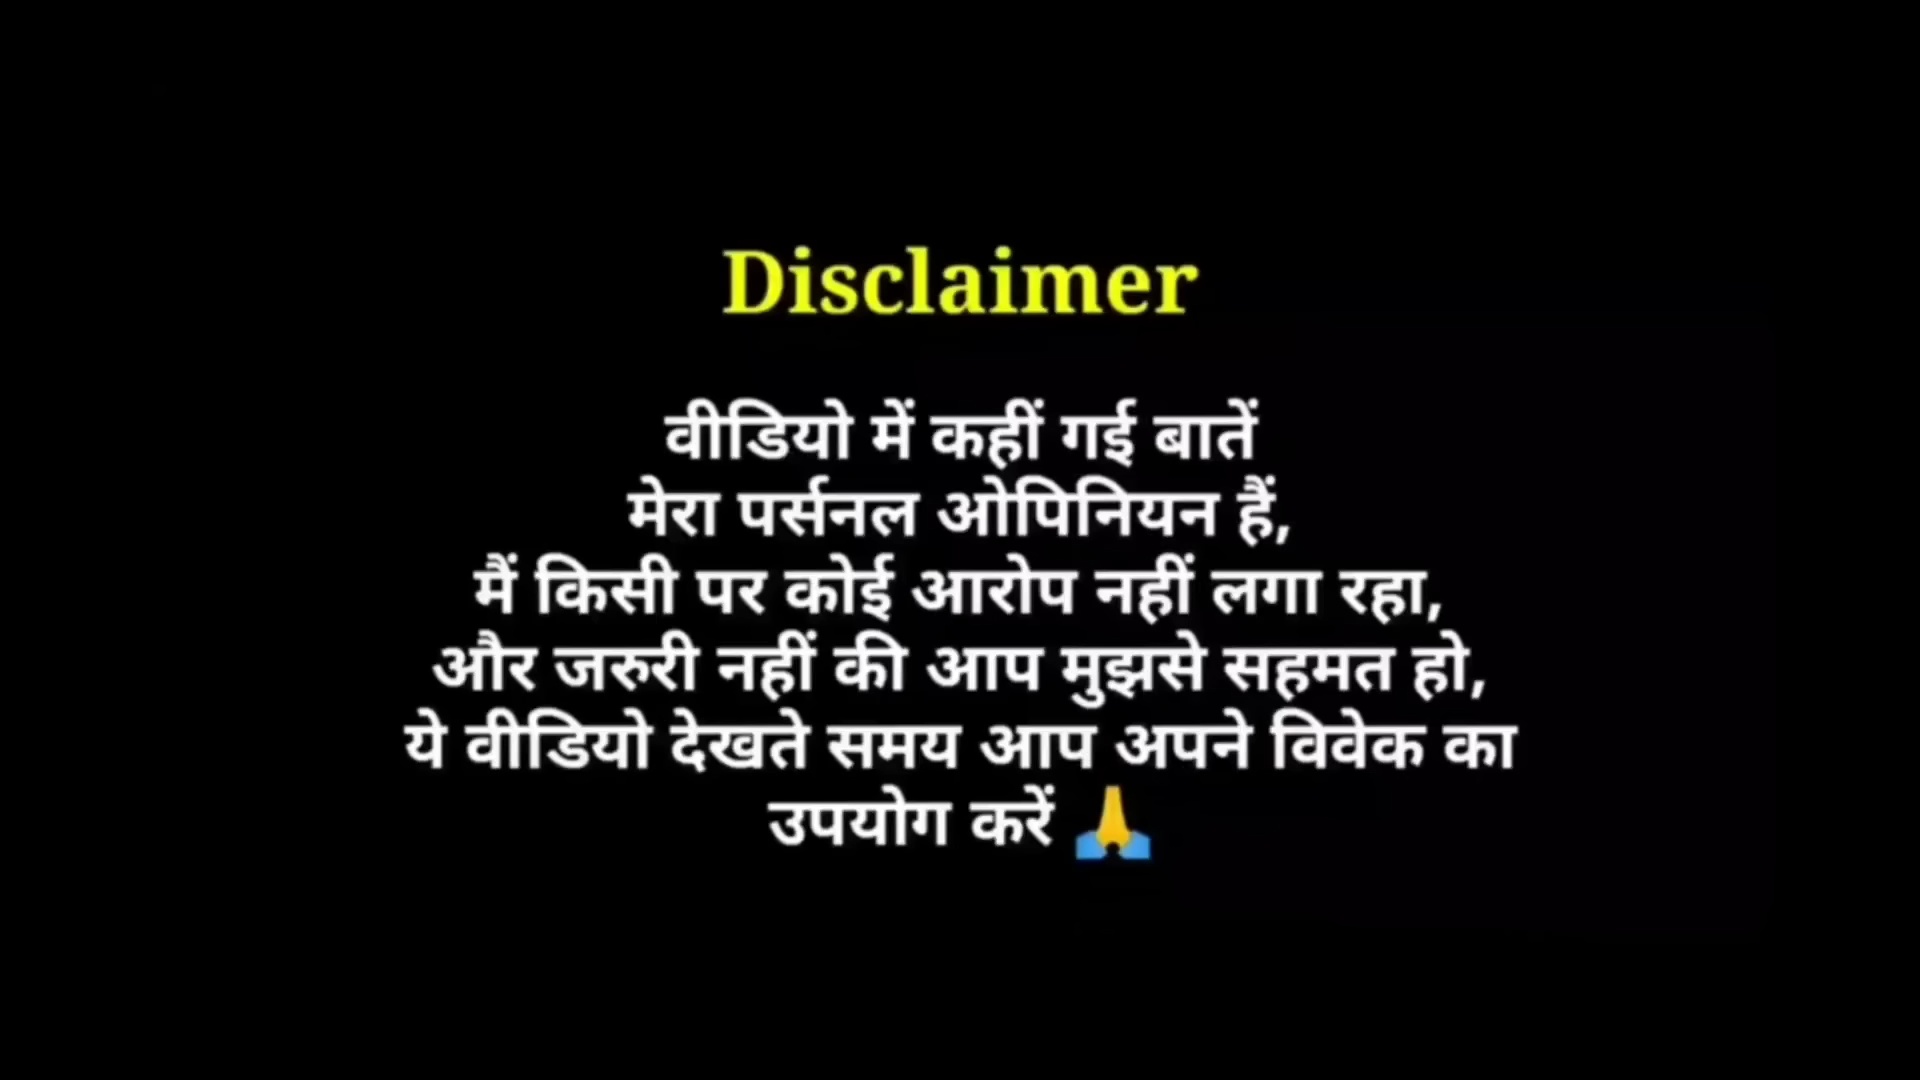 Disclaimer
वीडियो में कहीं गई बातें
मेरा पर्सनल ओपिनियन हैं,
मैं किसी पर कोई आरोप नहीं लगा रहा,
और जरुरी नहीं की आप मुझसे सहमत हो,
ये वीडियो देखते समय आप अपने विवेक का
उपयोग करें 🙏